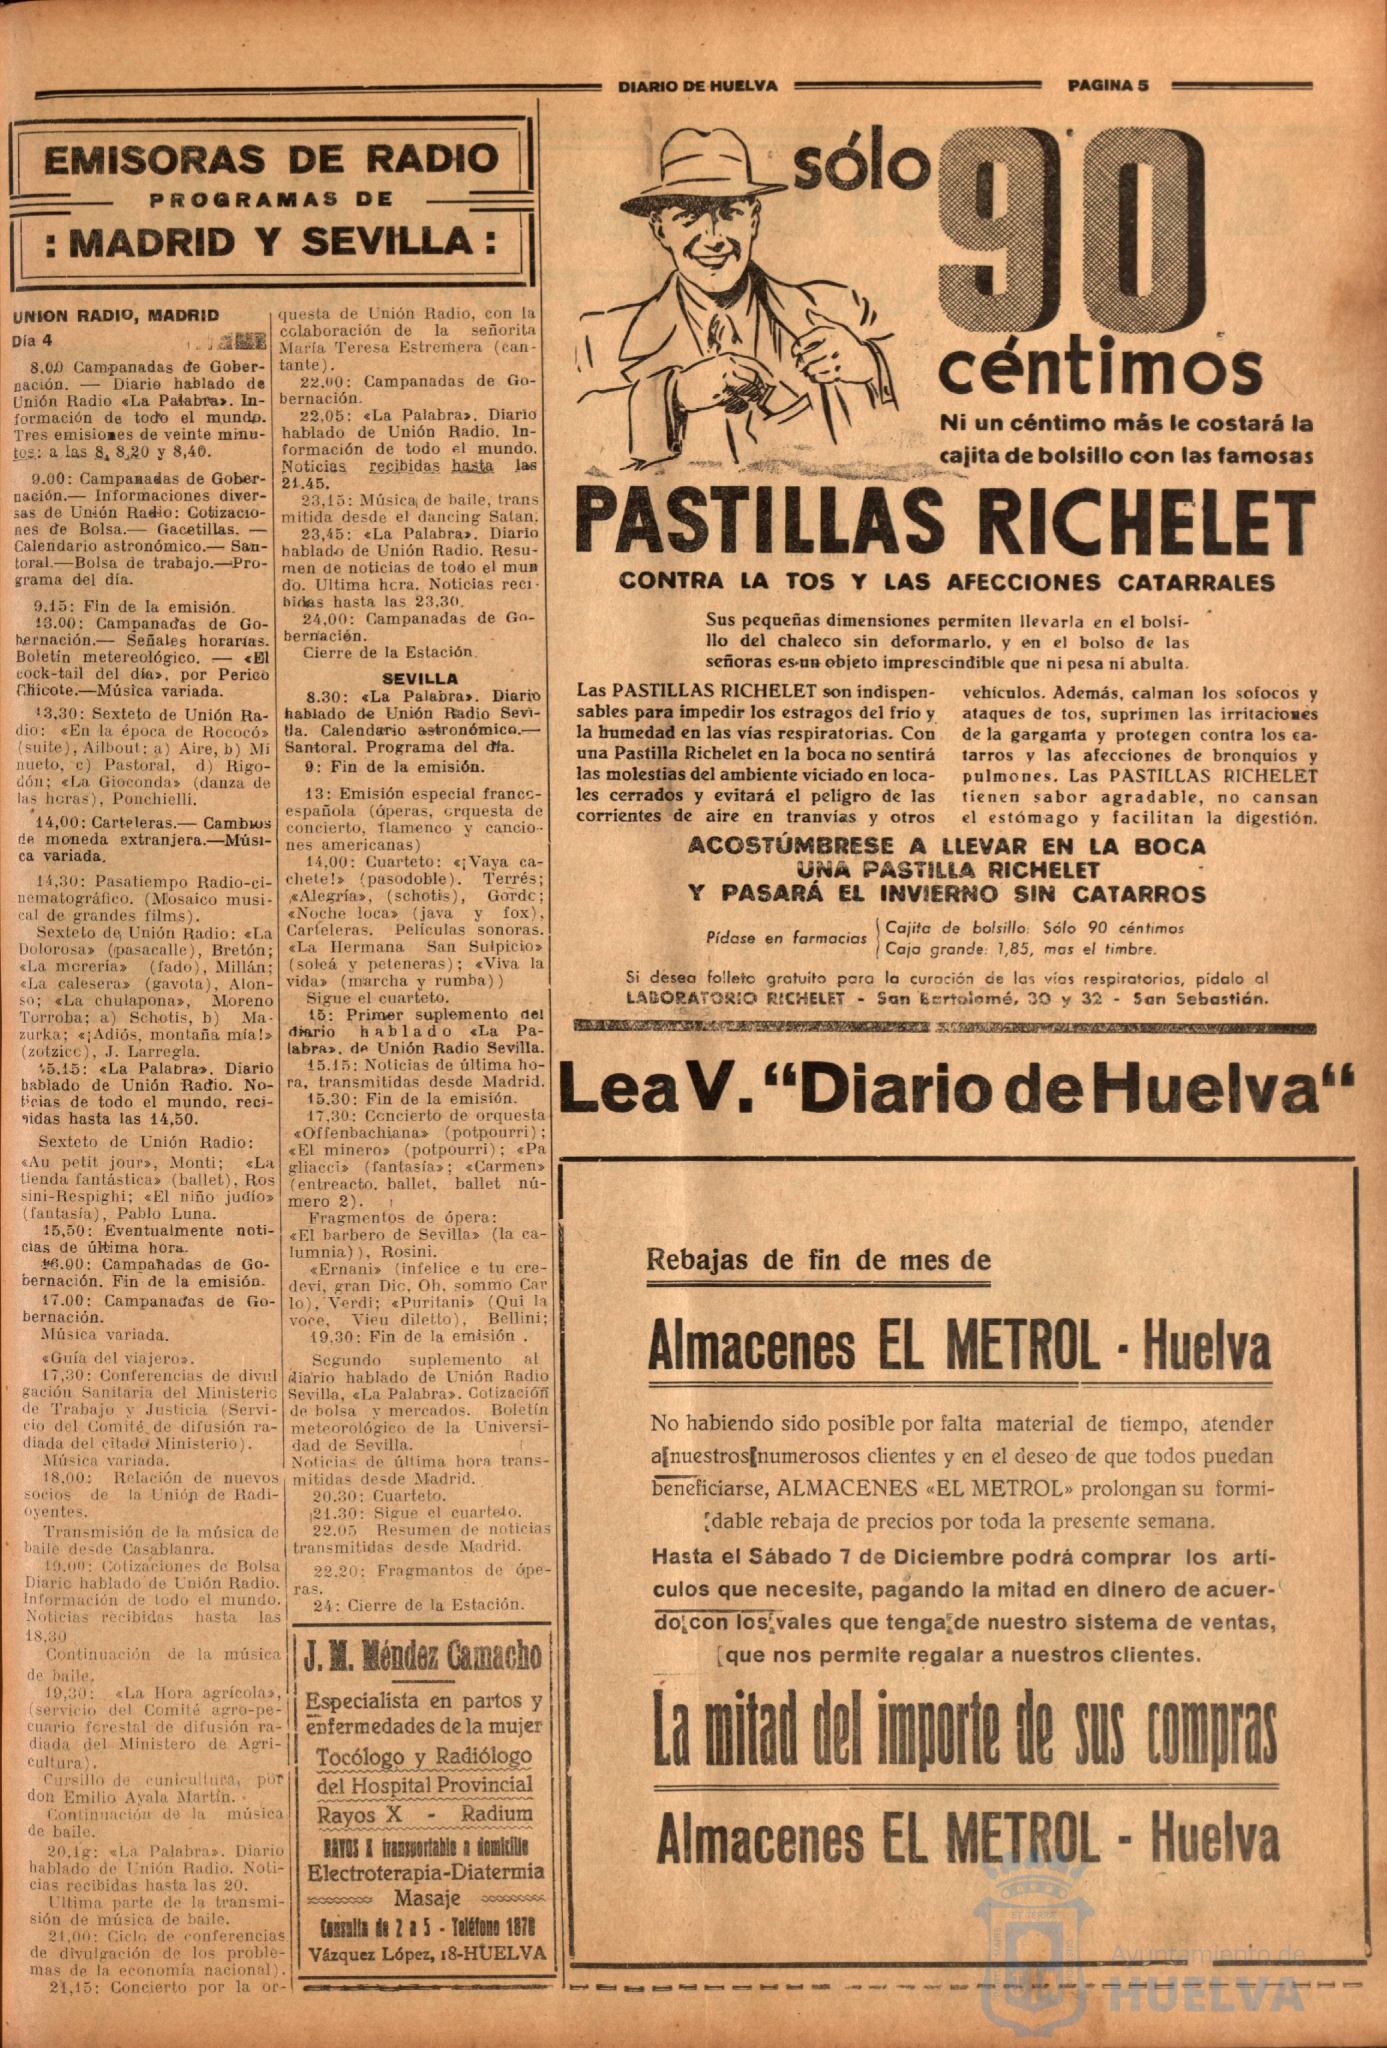 DIARIO DE HUELVA
PAGINA 5
EMISORAS DE RADIO
PROGRAMAS DE
: MADRID Y SEVILLA :
UNION RADIO, MADRID
Día 4
8.00 Campanadas de Gober-
nación. — Diario hablado de
Unión Radio «La Palabra». In-
formación de todo el mundo.
Tres emisiones de veinte minu-
tos: a las 8, 8,20 y 8,40.
9.00: Campanadas de Gober-
nación.— Informaciones diver-
sas de Unión Radio: Cotizacio-
nes de Bolsa.— Gacetillas. —
Calendario astronómico.— San-
toral.—Bolsa de trabajo.—Pro-
grama del día.
9.15: Fin de la emisión.
13.00: Campanadas de Go-
bernación.— Señales horarias.
Boletín metereológico. — «El
cock-tail del día», por Perico
Chicote.—Música variada.
13,30: Sexteto de Unión Ra-
dio: «En la época de Rococó»
(suite), Ailbout; a) Aire, b) Mi
nueto, c) Pastoral, d) Rigo-
dón; «La Gioconda» (danza de
las horas), Ponchielli.
14,00: Carteleras.— Cambios
de moneda extranjera.—Músi-
ca variada.
14,30: Pasatiempo Radio-ci-
nematográfico. (Mosaico musi-
cal de grandes films).
Sexteto de Unión Radio: «La
Dolorosa» (pasacalle), Bretón;
«La morería» (fado), Millán;
«La calesera» (gavota), Alon-
so; «La chulapona», Moreno
Torroba; a) Schotis, b) Ma-
zurka; «¡Adiós, montaña mía!»
(zotzicc), J. Larregla.
15.15: «La Palabra». Diario
hablado de Unión Radio. No-
ticias de todo el mundo, reci-
bidas hasta las 14,50.
Sexteto de Unión Radio:
«Au petit jour», Monti; «La
tienda fantástica» (ballet), Ros
sini-Respighi; «El niño judío»
(fantasía), Pablo Luna.
15,50: Eventualmente noti-
cias de última hora.
16.00: Campanadas de Go-
bernación. Fin de la emisión.
17.00: Campanadas de Go-
bernación.
Música variada.
«Guía del viajero».
17,30: Conferencias de divul
gación Sanitaria del Ministerio
de Trabajo y Justicia (Servi-
cio del Comité de difusión ra-
diada del citado Ministerio).
Música variada.
18,00: Relación de nuevos
socios de la Unión de Radi-
oyentes.
Transmisión de la música de
baile desde Casablanra.
19.00: Cotizaciones de Bolsa
Diario hablado de Unión Radio.
Información de todo el mundo.
Noticias recibidas hasta las
18,30
Continuación de la música
de baile.
19,30: «La Hora agrícola»,
(servicio del Comité agro-pe-
cuario forestal de difusión ra-
diada del Ministero de Agri-
cultura).
Cursillo de cunicultura, por
don Emilio Ayala Martín.
Continuación de la música
de baile.
20,1g: «La Palabra». Diario
hablado de Unión Radio. Noti-
cias recibidas hasta las 20.
Ultima parte de la transmi-
sión de música de baile.
21,00: Ciclo de conferencias
de divulgación de los proble-
mas de la economía nacional).
21,15: Concierto por la or-
questa de Unión Radio, con la
colaboración de la señorita
María Teresa Estremera (can-
tante).
22.00: Campanadas de Go-
bernación.
22.05: «La Palabra». Diario
hablado de Unión Radio. In-
formación de todo el mundo.
Noticias recibidas hasta las
21.45.
23,15: Música de baile, trans
mitida desde el dancing Satan.
23,45: «La Palabra». Diario
hablado de Unión Radio. Resu-
men de noticias de todo el mun
do. Ultima hora. Noticias reci-
bidas hasta las 23.30.
24,00: Campanadas de Go-
bernación.
Cierre de la Estación.
SEVILLA
8.30: «La Palabra». Diario
hablado de Unión Radio Sevi-
lla. Calendario astronómico.—
Santoral. Programa del día.
9: Fin de la emisión.
13: Emisión especial francc-
española (óperas, orquesta de
concierto, flamenco y cancio-
nes americanas)
14,00: Cuarteto: «¡Vaya ca-
chete!» (pasodoble). Terrés;
«Alegría», (schotis), Gordc;
«Noche loca» (java y fox),
Carteleras. Películas sonoras.
«La Hermana San Sulpicio»
(soleá y peteneras); «Viva la
vida» (marcha y rumba))
Sigue el cuarteto.
15: Primer suplemento del
diario hablado «La Pa-
labra», de Unión Radio Sevilla.
15.15: Noticias de última ho-
ra, transmitidas desde Madrid.
15.30: Fin de la emisión.
17,30: Concierto de orquesta
«Offenbachiana» (potpourri);
«El minero» (potpourri); «Pa
gliacci» (fantasía»; «Carmen»
(entreacto, ballet, ballet nú-
mero 2).
Fragmentos de ópera:
«El barbero de Sevilla» (la ca-
lumnia)), Rosini.
«Ernani» (infelice e tu cre-
devi, gran Dic, Oh, sommo Car
lo), Verdi; «Puritani» (Qui la
voce, Vieu diletto), Bellini;
19,30: Fin de la emisión .
Segundo suplemento al
diario hablado de Unión Radio
Sevilla, «La Palabra». Cotización
de bolsa y mercados. Boletín
meteorológico de la Universi-
dad de Sevilla.
Noticias de última hora trans-
mitidas desde Madrid.
20.30: Cuarteto.
21.30: Sigue el cuarteto.
22.05 Resumen de noticias
transmitidas desde Madrid.
22.20: Fragmantos de ópe-
ras.
24: Cierre de la Estación.
J. M. Méndez Camacho
Especialista en partos y
enfermedades de la mujer
Tocólogo y Radiólogo
del Hospital Provincial
Rayos X - Radium
RAYOS X transportable a domicilio
Electroterapia-Diatermia
Masaje
Consulta de 2 a 5 - Teléfono 1878
Vázquez López, 18-HUELVA
sólo 90
céntimos
Ni un céntimo más le costará la
cajita de bolsillo con las famosas
PASTILLAS RICHELET
CONTRA LA TOS Y LAS AFECCIONES CATARRALES
Sus pequeñas dimensiones permiten llevarla en el bolsi-
llo del chaleco sin deformarlo, y en el bolso de las
señoras es un objeto imprescindible que ni pesa ni abulta.
Las PASTILLAS RICHELET son indispen-
sables para impedir los estragos del frío y
la humedad en las vías respiratorias. Con
una Pastilla Richelet en la boca no sentirá
las molestias del ambiente viciado en loca-
les cerrados y evitará el peligro de las
corrientes de aire en tranvías y otros
vehículos. Además, calman los sofocos y
ataques de tos, suprimen las irritaciones
de la garganta y protegen contra los ca-
tarros y las afecciones de bronquios y
pulmones. Las PASTILLAS RICHELET
tienen sabor agradable, no cansan
el estómago y facilitan la digestión.
ACOSTÚMBRESE A LLEVAR EN LA BOCA
UNA PASTILLA RICHELET
Y PASARÁ EL INVIERNO SIN CATARROS
Pídase en farmacias
Cajita de bolsillo: Sólo 90 céntimos
Caja grande: 1,85, mas el timbre.
Si desea folleto gratuito para la curación de las vías respiratorias, pídalo al
LABORATORIO RICHELET - San Bartolomé, 30 y 32 - San Sebastián.
Lea V. “Diario de Huelva“
Rebajas de fin de mes de
Almacenes EL METROL - Huelva
No habiendo sido posible por falta material de tiempo, atender
a nuestros numerosos clientes y en el deseo de que todos puedan
beneficiarse, ALMACENES «EL METROL» prolongan su formi-
dable rebaja de precios por toda la presente semana.
Hasta el Sábado 7 de Diciembre podrá comprar los artí-
culos que necesite, pagando la mitad en dinero de acuer-
do con los vales que tenga de nuestro sistema de ventas,
que nos permite regalar a nuestros clientes.
La mitad del importe de sus compras
Almacenes EL METROL - Huelva
Ayuntamiento de
HUELVA